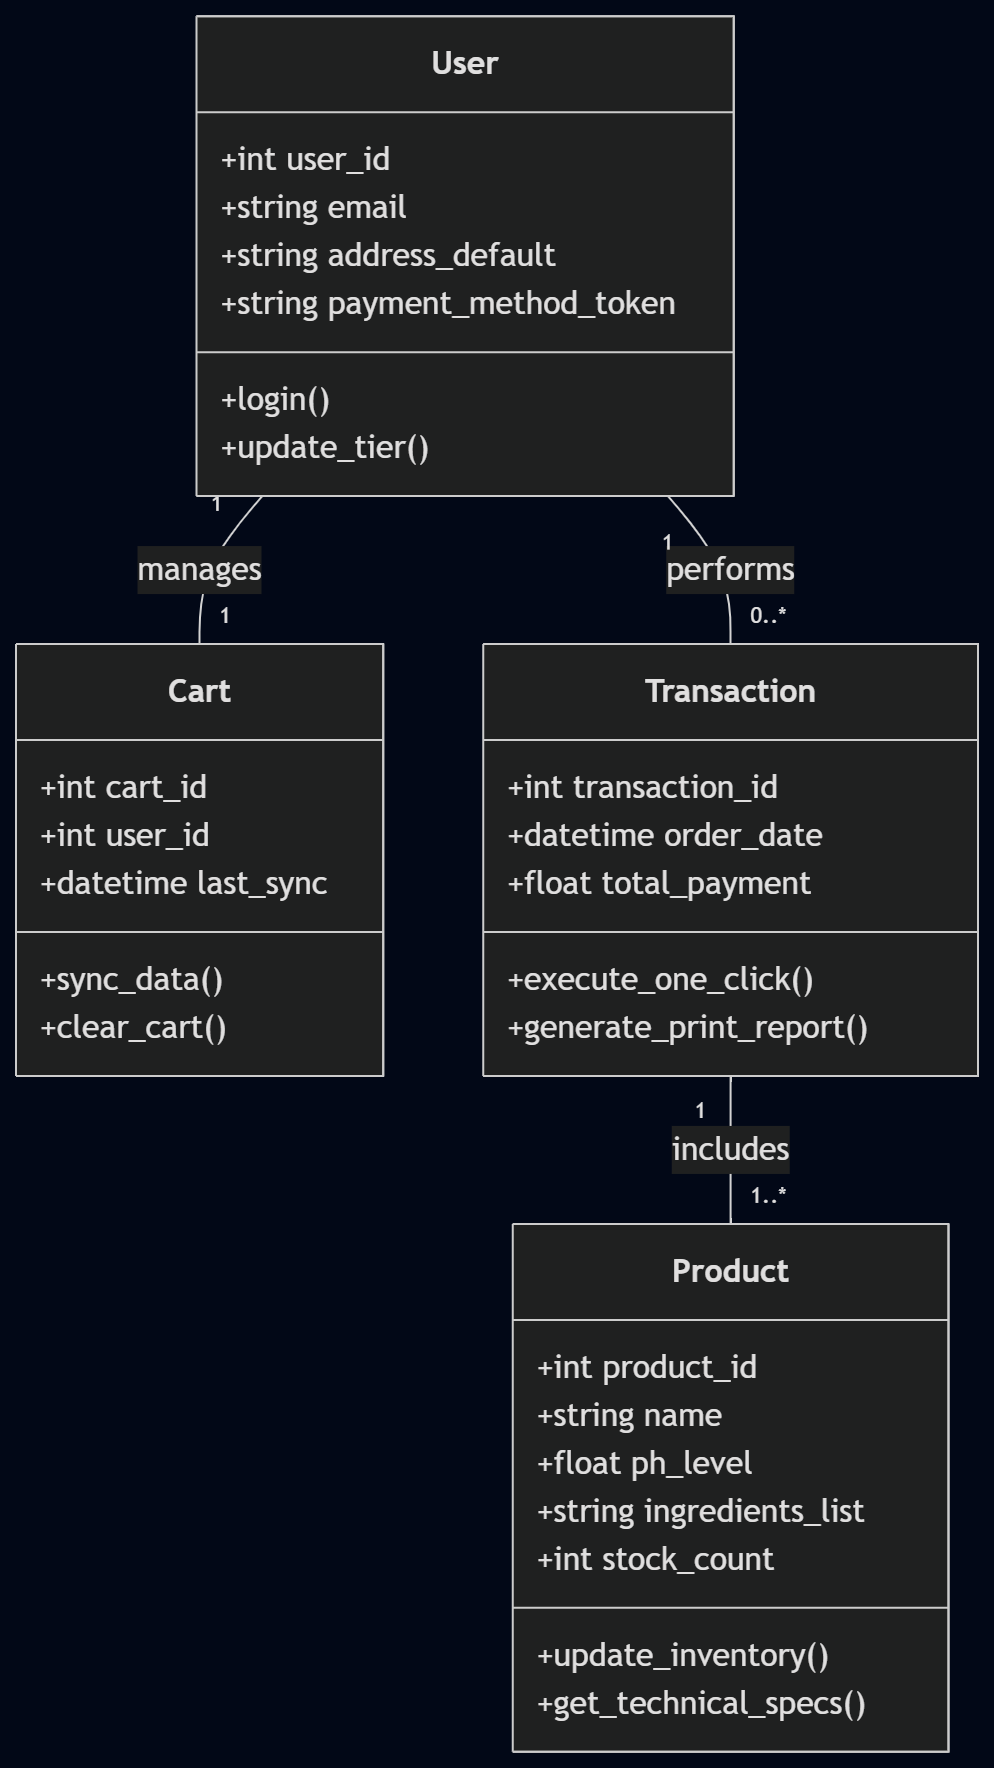 User
+int user_id
+string email
+string address_default
+string payment_method_token
+login()
+update_tier()
1
manages
1
1
performs
0..*
Cart
+int cart_id
+int user_id
+datetime last_sync
+sync_data()
+clear_cart()
Transaction
+int transaction_id
+datetime order_date
+float total_payment
+execute_one_click()
+generate_print_report()
1
includes
1..*
Product
+int product_id
+string name
+float ph_level
+string ingredients_list
+int stock_count
+update_inventory()
+get_technical_specs()